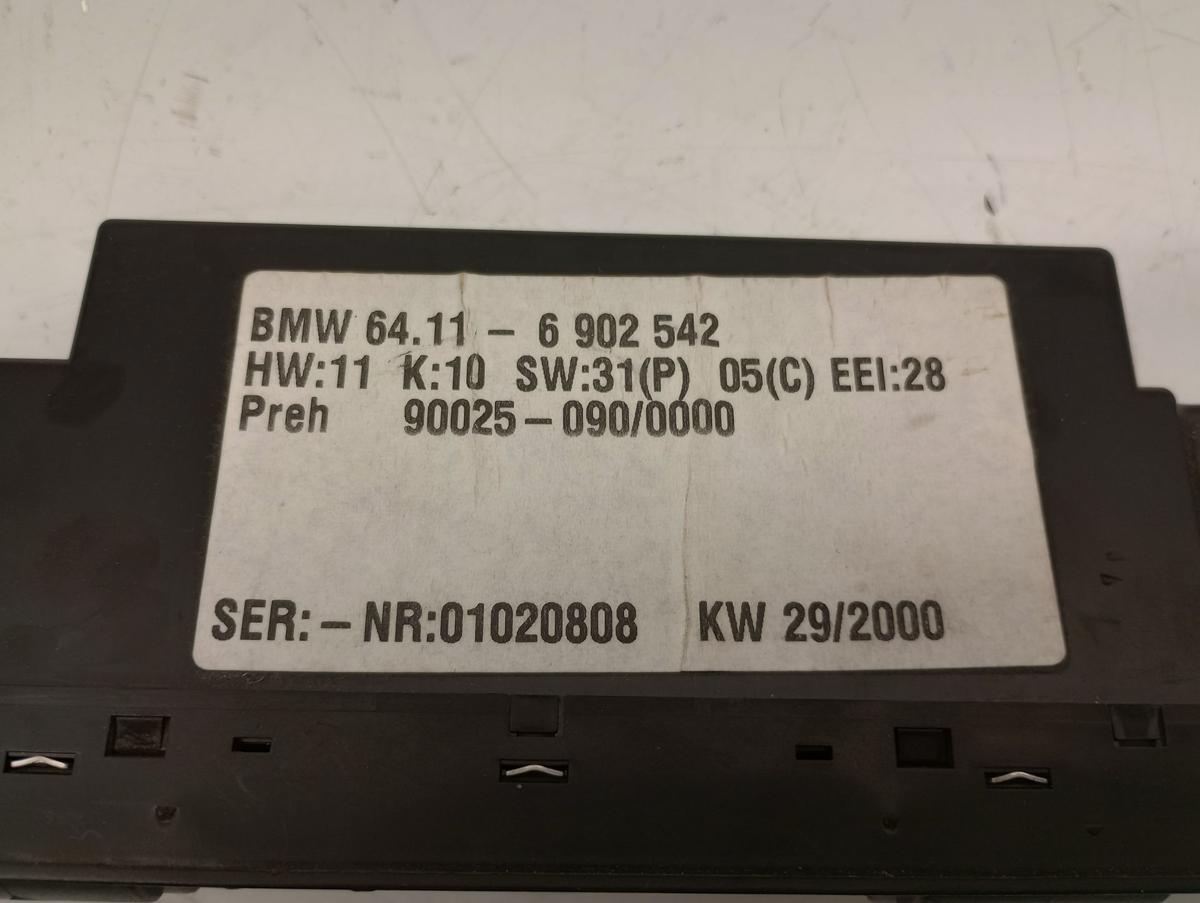 BMW 64.11 – 6 902 542
HW:11 K:10 SW:31(P) 05(C) EEI:28
Preh 90025 – 090/0000
SER: – NR:01020808 KW 29/2000